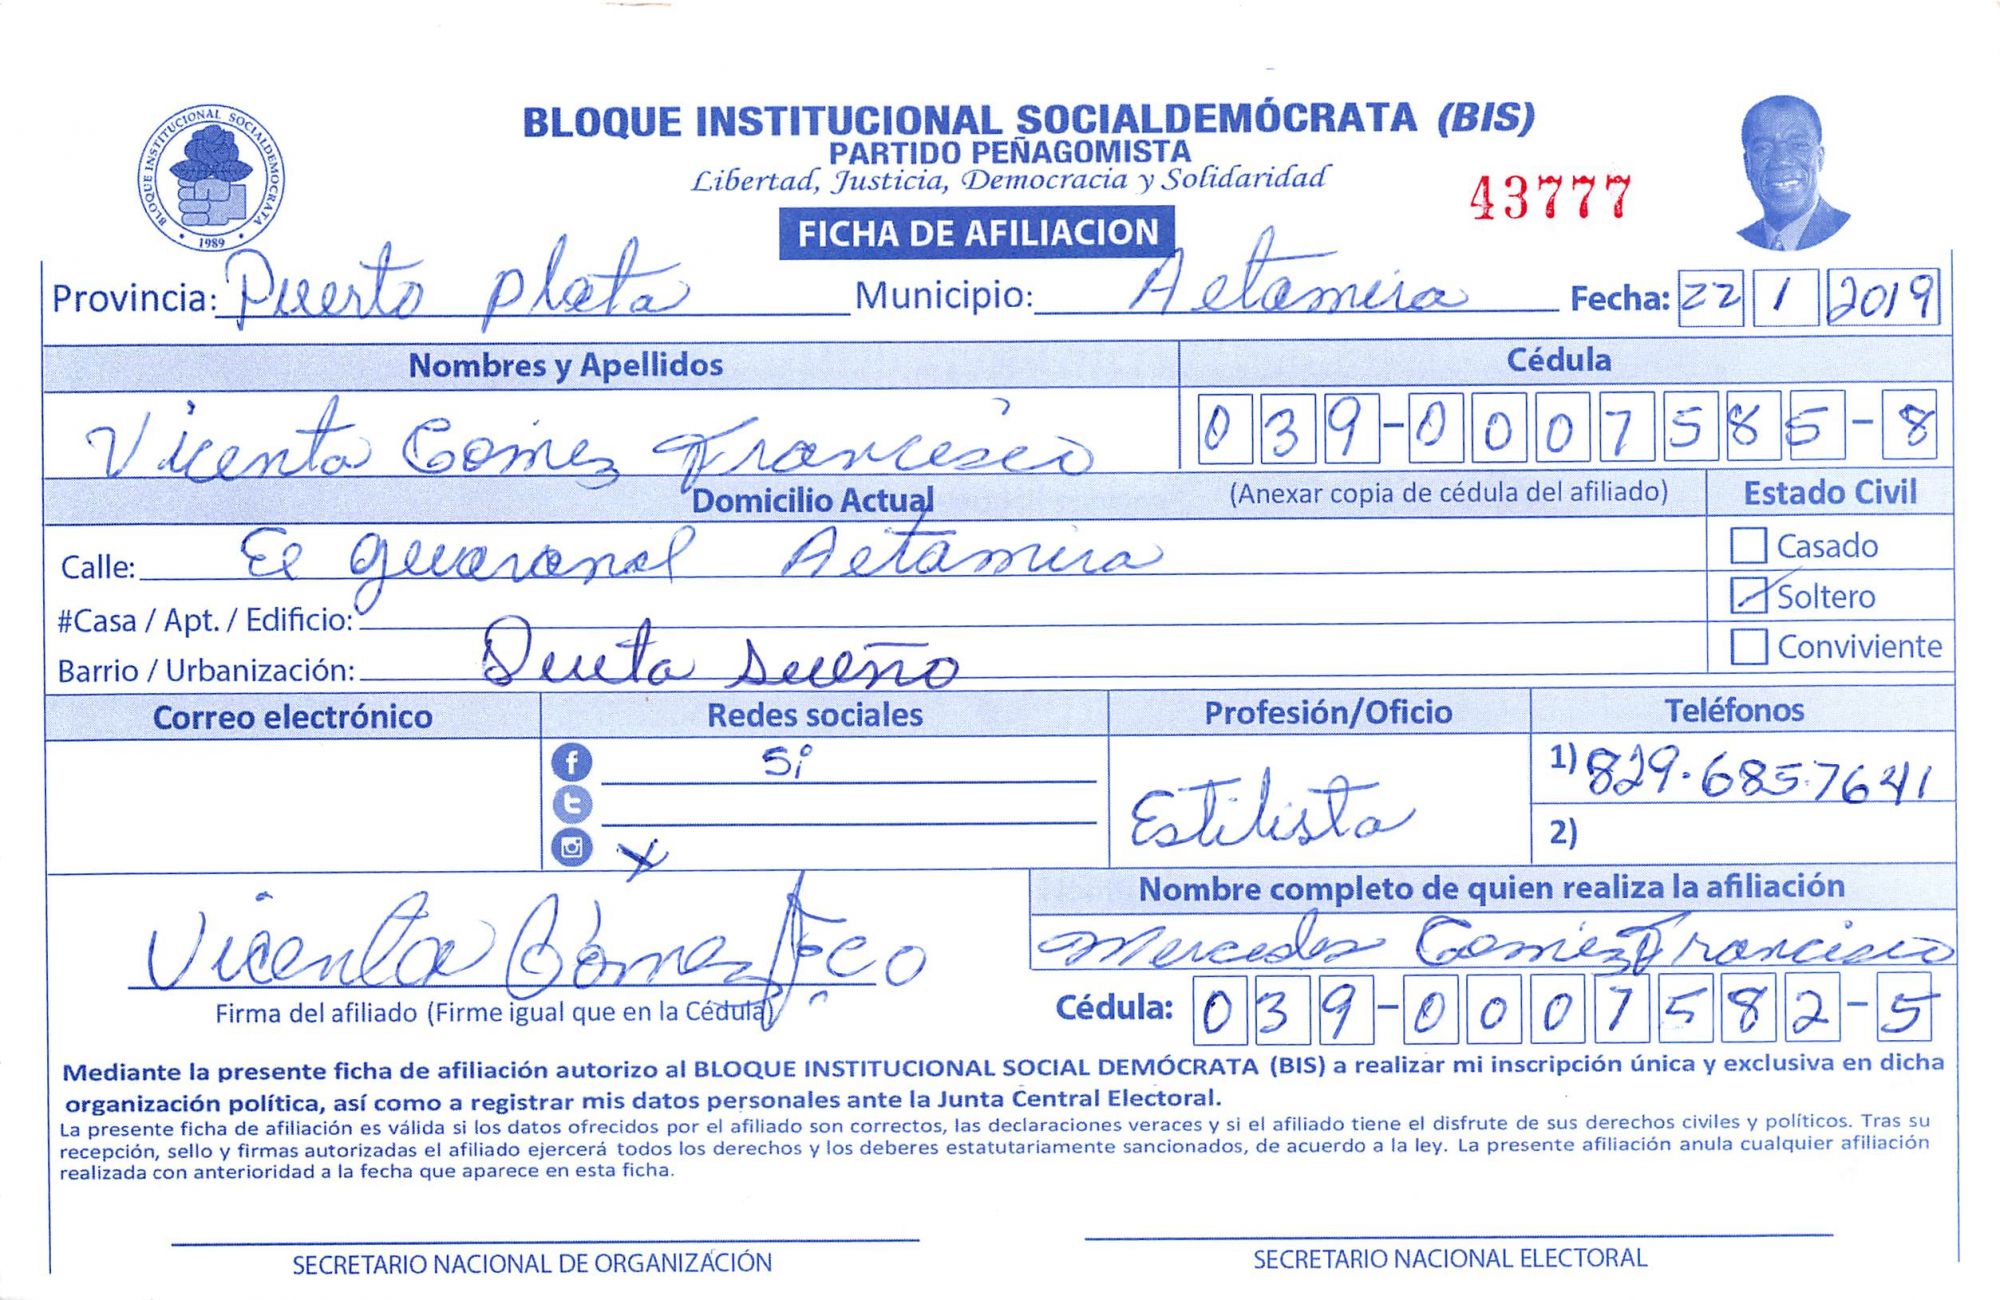 BLOQUE INSTITUCIONAL SOCIALDEMÓCRATA (BIS)
PARTIDO PEÑAGOMISTA
Libertad, Justicia, Democracia y Solidaridad
43777
BLOQUE INSTITUCIONAL SOCIALDEMOCRATA
1989
FICHA DE AFILIACION
Provincia: Puerto Plata Municipio: Altamira Fecha: 22 1 2019
Nombres y Apellidos Cédula
Vicenta Gomez Francisco 039-0007585-8
Domicilio Actual (Anexar copia de cédula del afiliado) Estado Civil
Calle: El guaranal Altamira Casado
#Casa / Apt. / Edificio: Soltero
Barrio / Urbanización: sueño Conviviente
Correo electrónico Redes sociales Profesión/Oficio Teléfonos
Si Estilista 1) 829-685-7641
2)
Vicenta Gómez Fco
Firma del afiliado (Firme igual que en la Cédula)
Nombre completo de quien realiza la afiliación
Mercedes Gomez Francisco
Cédula: 039-0007582-5
Mediante la presente ficha de afiliación autorizo al BLOQUE INSTITUCIONAL SOCIAL DEMÓCRATA (BIS) a realizar mi inscripción única y exclusiva en dicha
organización política, así como a registrar mis datos personales ante la Junta Central Electoral.
La presente ficha de afiliación es válida si los datos ofrecidos por el afiliado son correctos, las declaraciones veraces y si el afiliado tiene el disfrute de sus derechos civiles y políticos. Tras su
recepción, sello y firmas autorizadas el afiliado ejercerá todos los derechos y los deberes estatutariamente sancionados, de acuerdo a la ley. La presente afiliación anula cualquier afiliación
realizada con anterioridad a la fecha que aparece en esta ficha.
SECRETARIO NACIONAL DE ORGANIZACIÓN SECRETARIO NACIONAL ELECTORAL